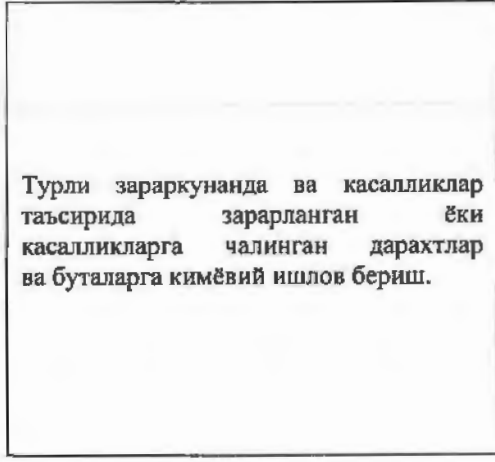 Турли зараркунанда ва касалликлар
таъсирида зарарланган ёки
касалликларга чалинган дарахтлар
ва буталарга кимёвий ишлов бериш.